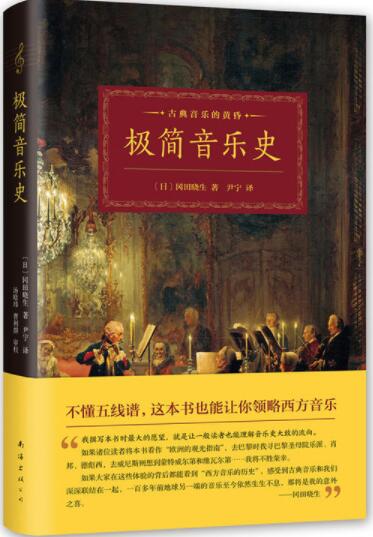 古典音乐的黄昏
极简音乐史
〔日〕冈田晓生 著 尹宁 译
不懂五线谱，这本书也能让你领略西方音乐
“我撰写本书时最大的愿望，就是让一般读者也能理解音乐史大致的流向。
如果诸位读者将本书看作“欧洲的观光指南”，去巴黎时我寻巴黎圣母院乐派、肖
邦、德彪西，去威尼斯则想到蒙特威尔第和维瓦尔第……我将不胜荣幸。
如果大家在这些体验的背后都能看到“西方音乐的历史”，感受到古典音乐和我们
深深联结在一起，一百多年前地球另一端的音乐至今依然生生不息，那将是我的意外
之喜。
——冈田晓生”
极简音乐史
〔日〕冈田晓生 著 尹宁 译
南海出版公司